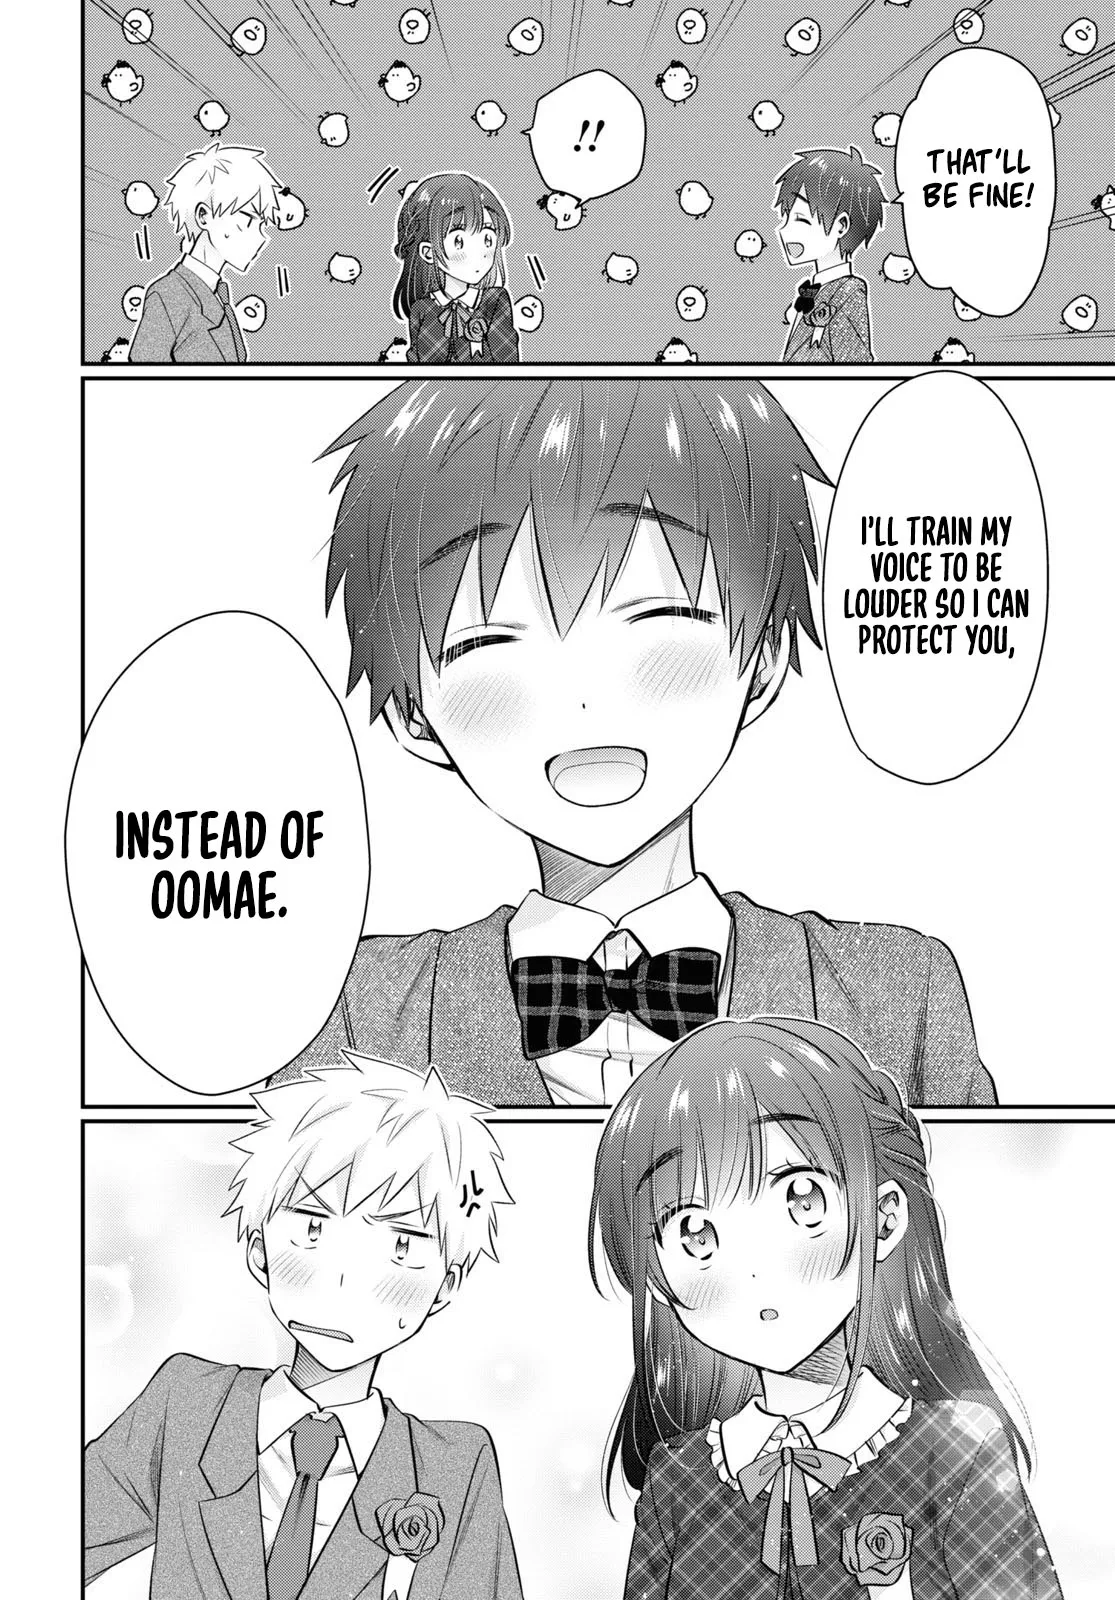 !!
THAT'LL
BE FINE!
I'LL TRAIN MY
VOICE TO BE
LOUDER SO I CAN
PROTECT YOU,
INSTEAD OF
OOMAE.